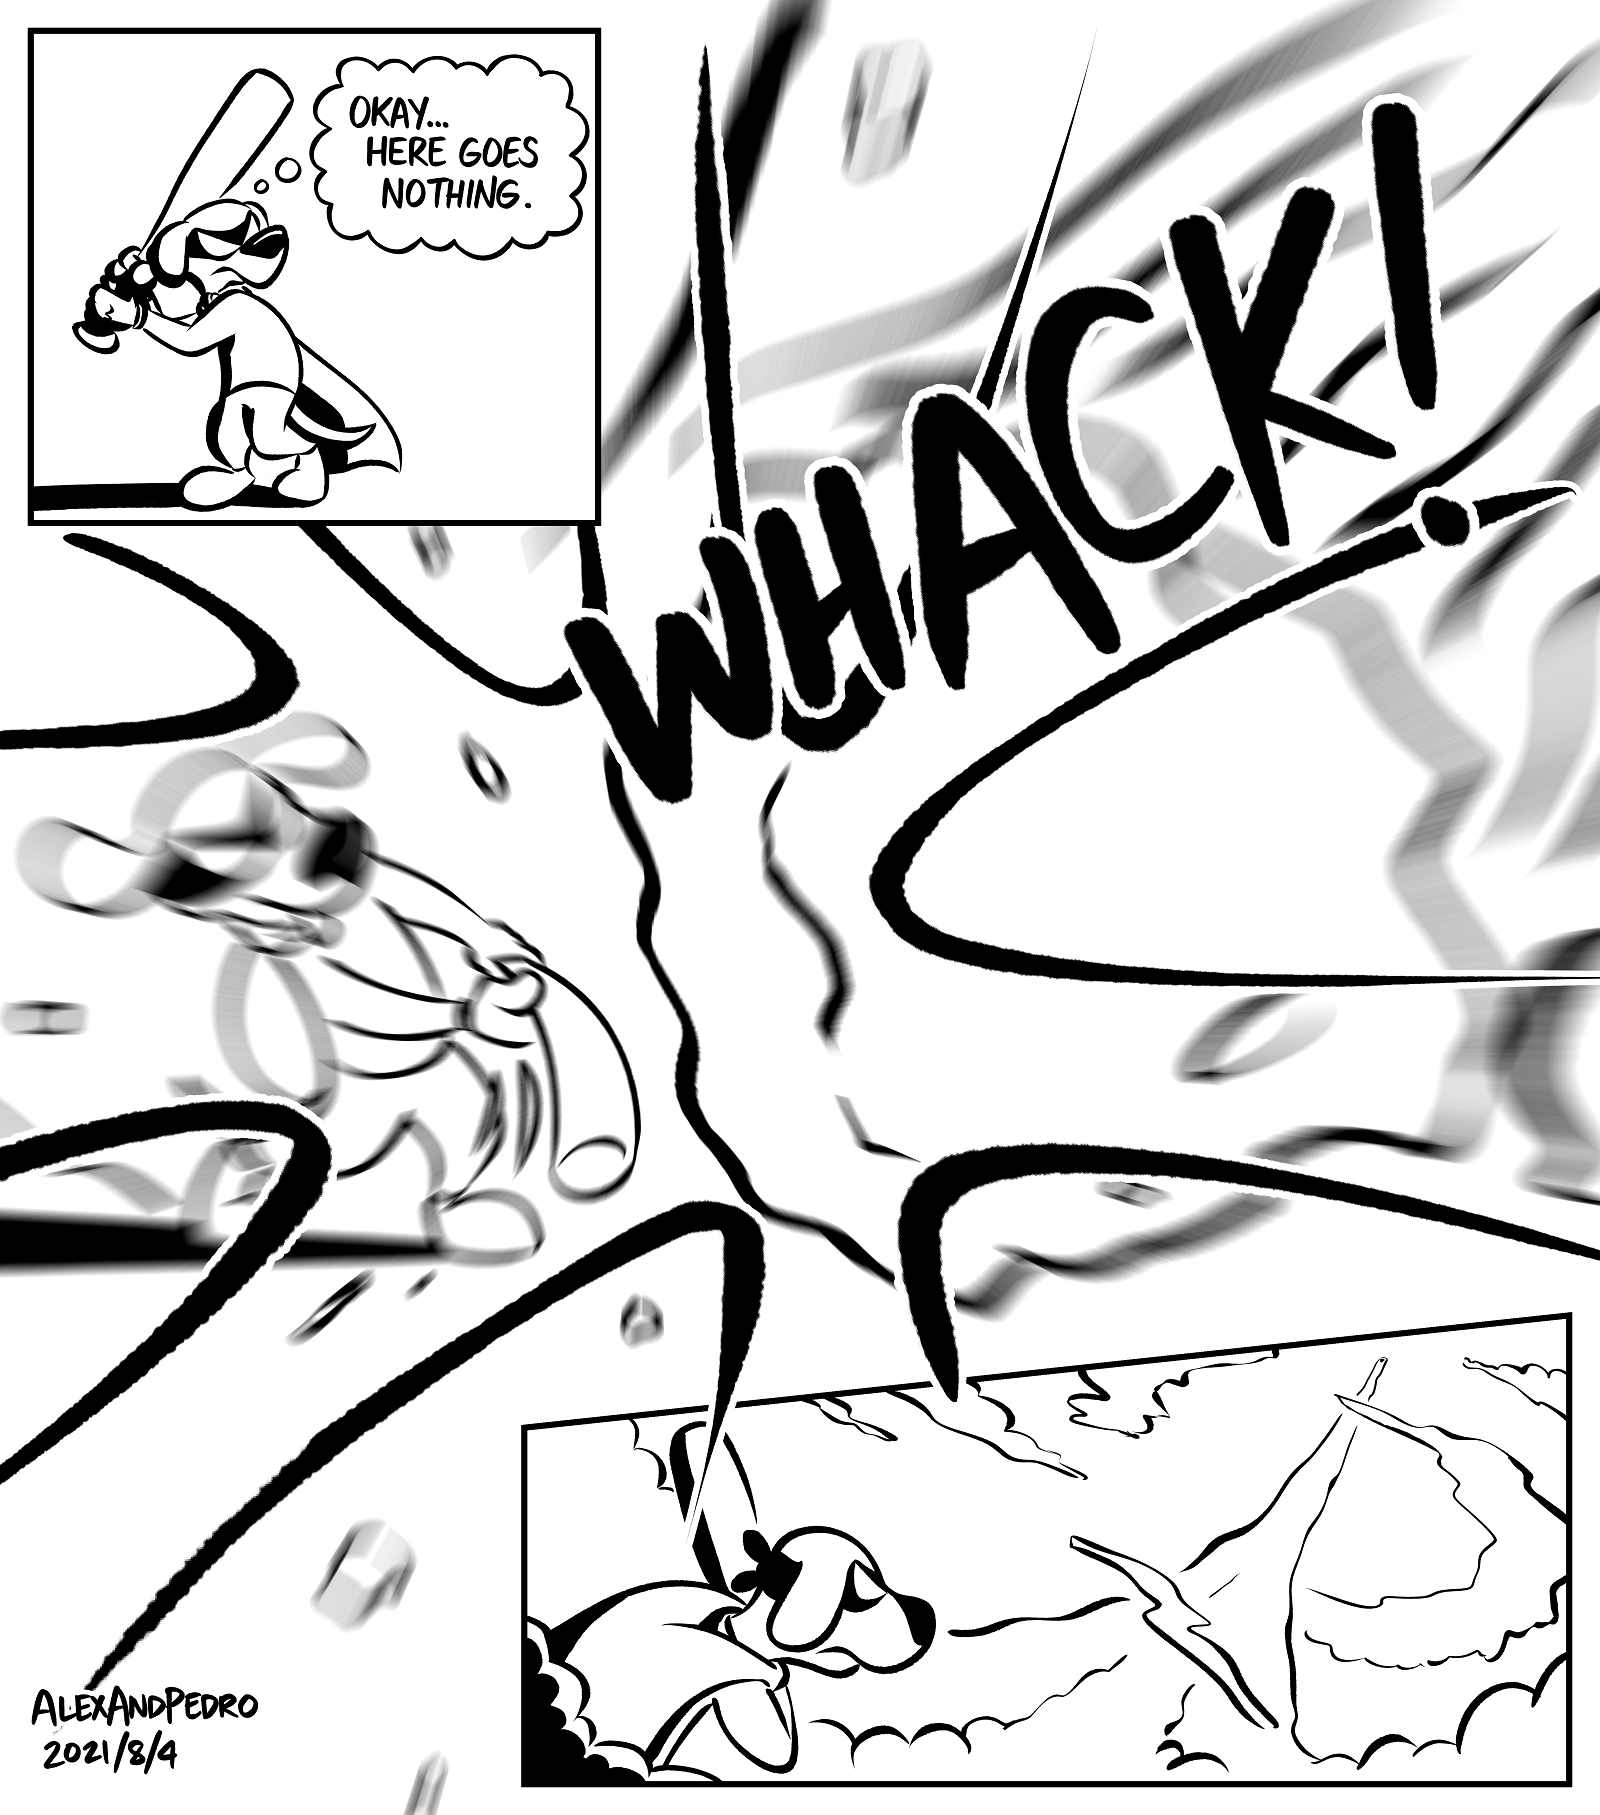 OKAY...
HERE GOES
NOTHING.
WHACK!
ALEXANDPEDRO
2021/8/4